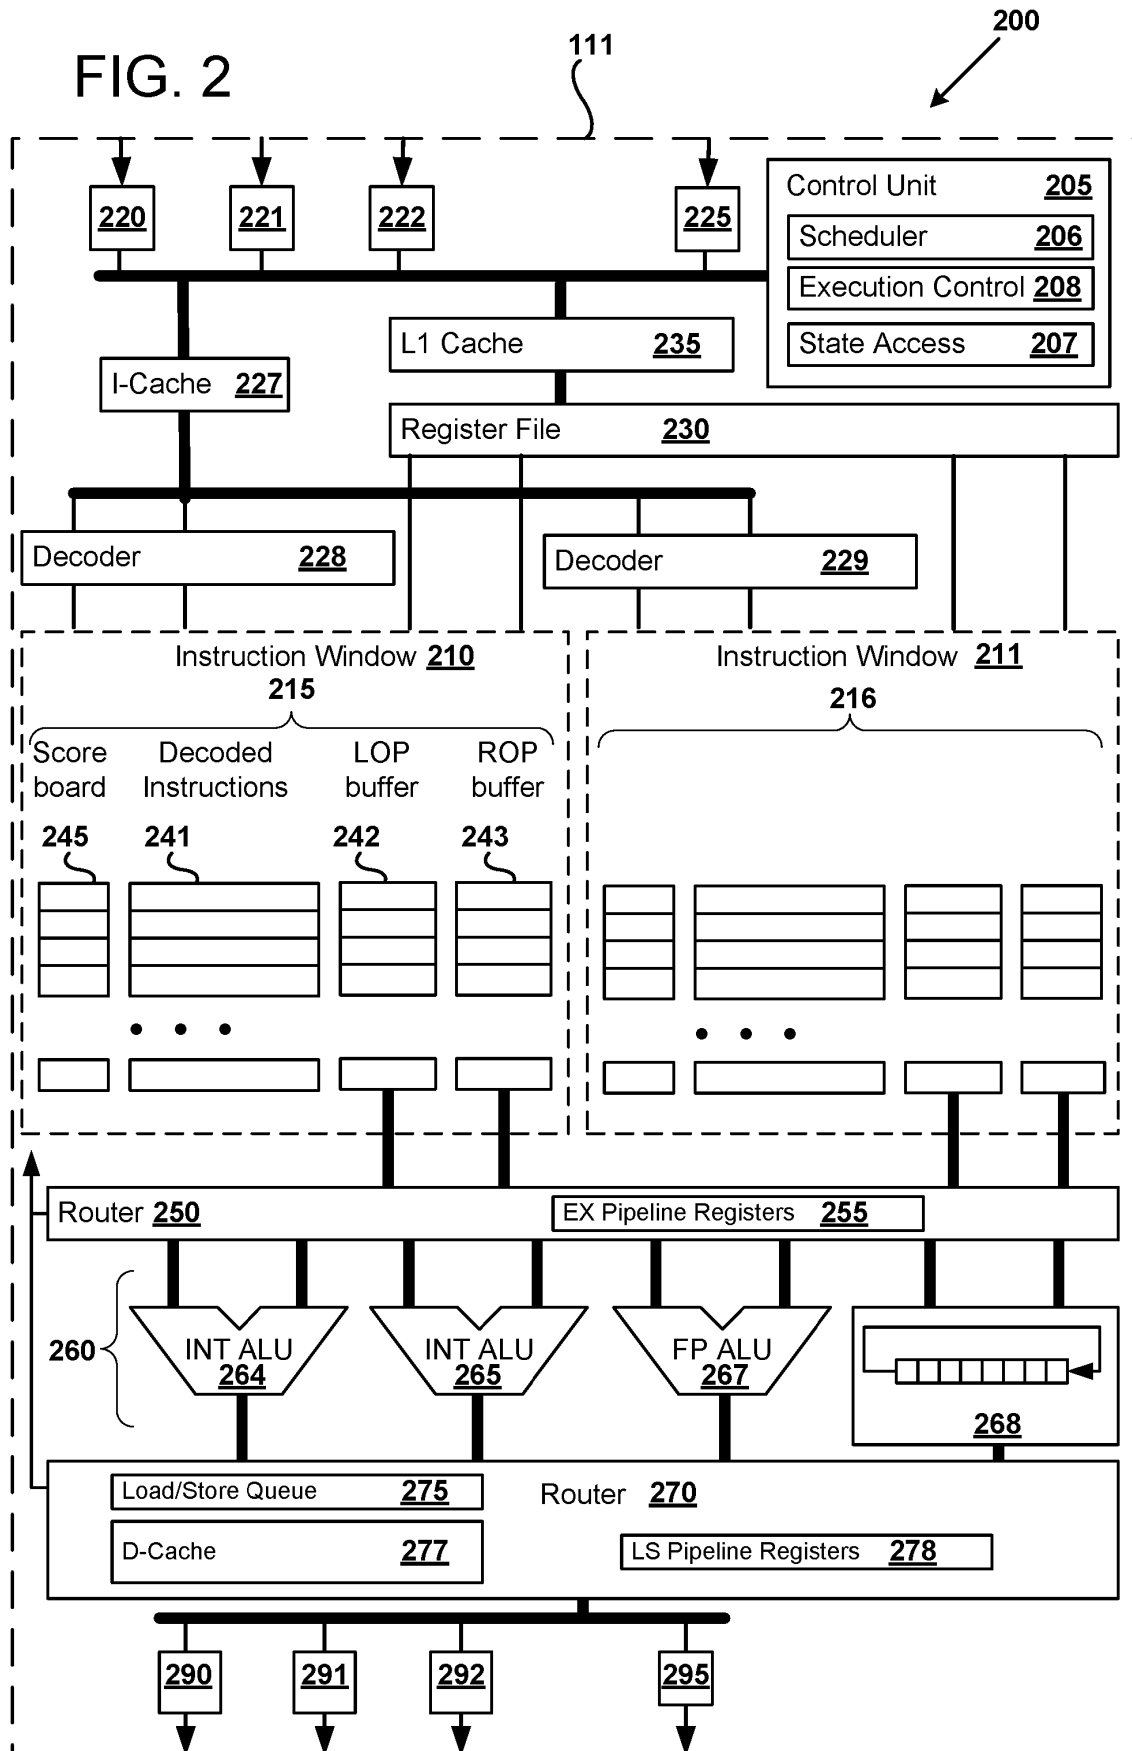 200
111
FIG. 2
220 221 222 225
Control Unit 205
Scheduler 206
Execution Control 208
State Access 207
L1 Cache 235
I-Cache 227
Register File 230
Decoder 228
Decoder 229
Instruction Window 210
215
Score board
Decoded Instructions
LOP buffer
ROP buffer
245 241 242 243
• • •
Instruction Window 211
216
• • •
Router 250
EX Pipeline Registers 255
260
INT ALU
264
INT ALU
265
FP ALU
267
268
Load/Store Queue 275
Router 270
D-Cache 277
LS Pipeline Registers 278
290 291 292 295